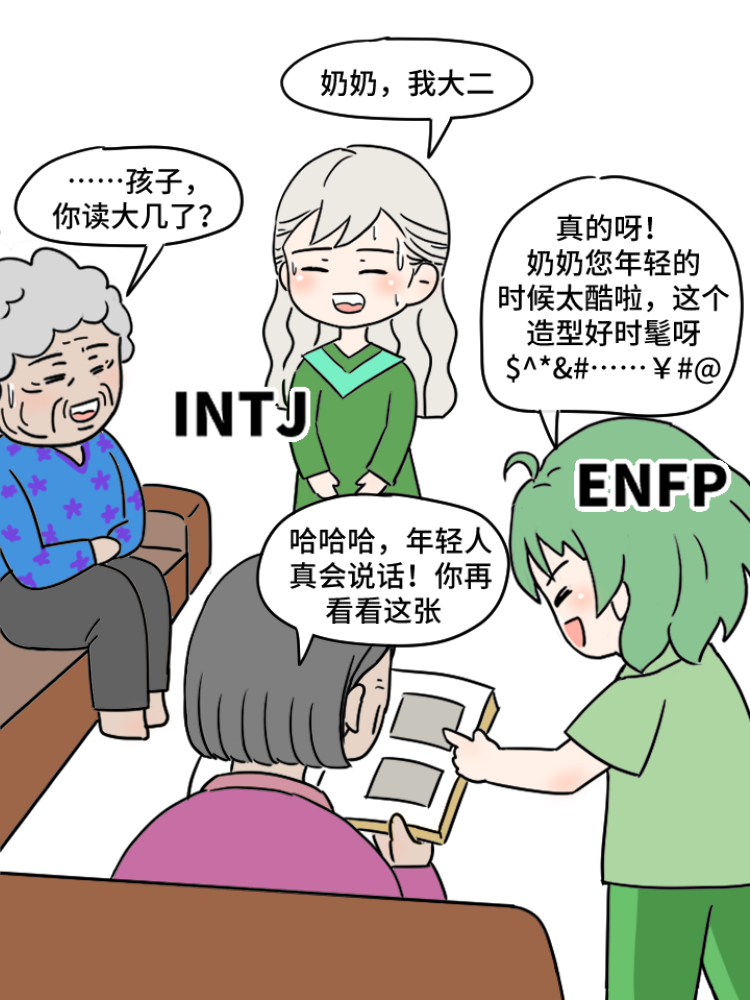 奶奶，我大二
……孩子，
你读大几了？
真的呀！
奶奶您年轻的
时候太酷啦，这个
造型好时髦呀
$^*&#……￥#@
INTJ
ENFP
哈哈哈，年轻人
真会说话！你再
看看这张